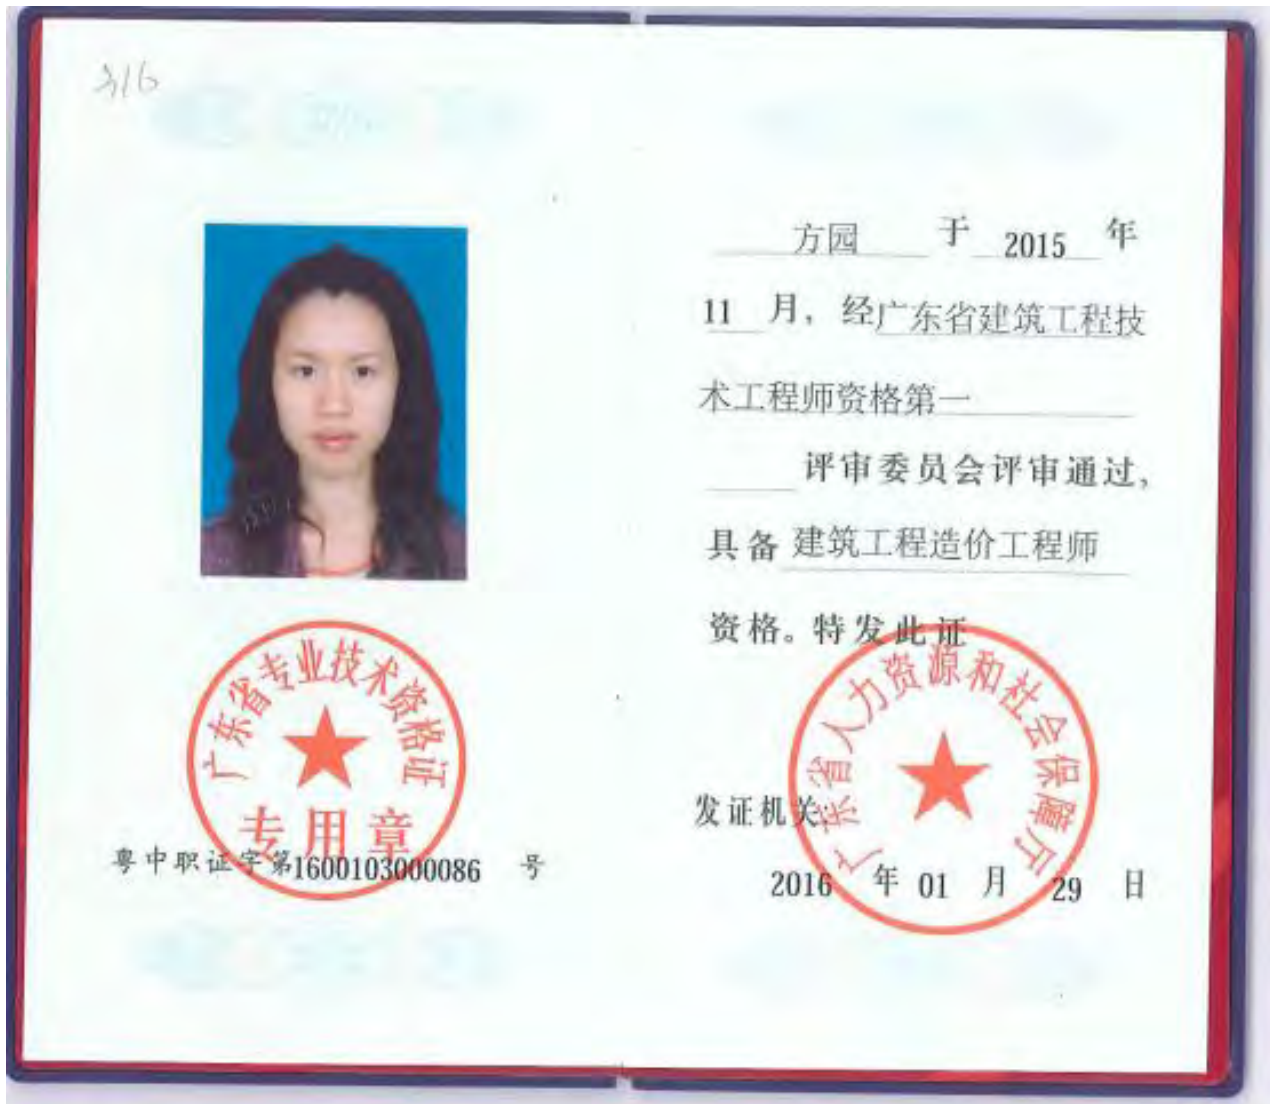 316
广东省专业技术资格证
专用章
粤中职证字第1600103000086 号
方园 于 2015 年
11 月，经广东省建筑工程技
术工程师资格第一
评审委员会评审通过，
具备 建筑工程造价工程师
资格。特发此证
广东省人力资源和社会保障厅
发证机关：
2016 年 01 月 29 日